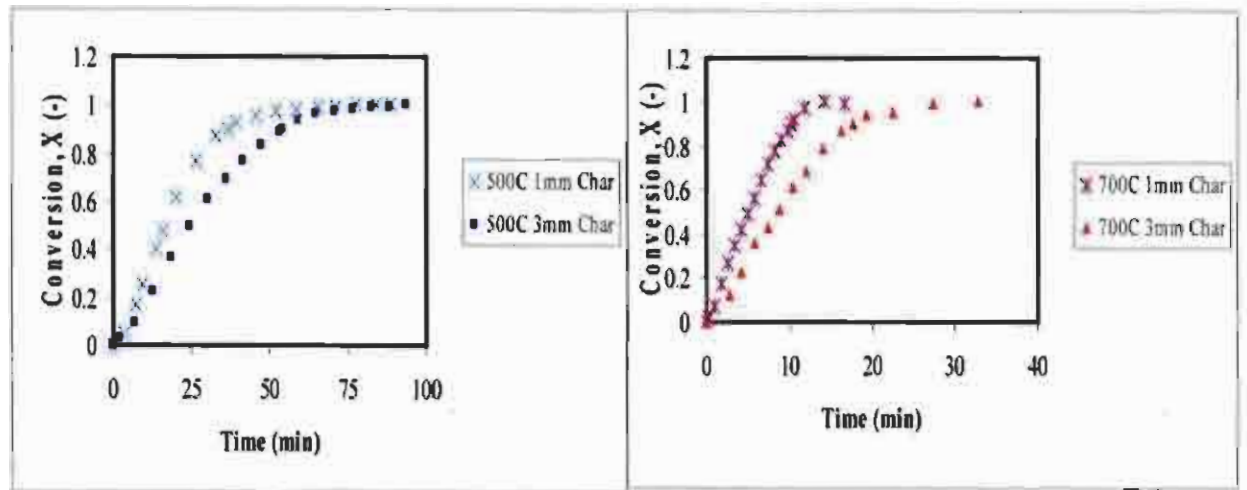 Conversion, X (-)
1.2
1
0.8
0.6
0.4
0.2
0
0 25 50 75 100
Time (min)
500C 1mm Char
500C 3mm Char
Conversion, X (-)
1.2
1
0.8
0.6
0.4
0.2
0
0 10 20 30 40
Time (min)
700C 1mm Char
700C 3mm Char